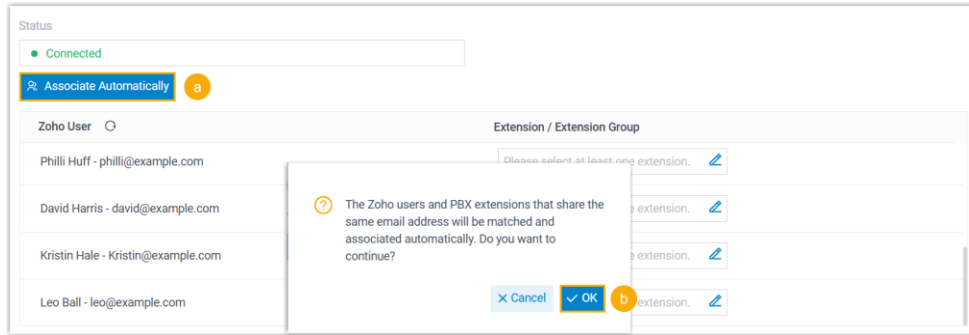 Status
Connected
Associate Automatically
a
Zoho User
Extension / Extension Group
Philli Huff - philli@example.com
Please select at least one extension.
David Harris - david@example.com
e extension.
Kristin Hale - Kristin@example.com
e extension.
Leo Ball - leo@example.com
e extension.
The Zoho users and PBX extensions that share the
same email address will be matched and
associated automatically. Do you want to
continue?
Cancel
OK
b